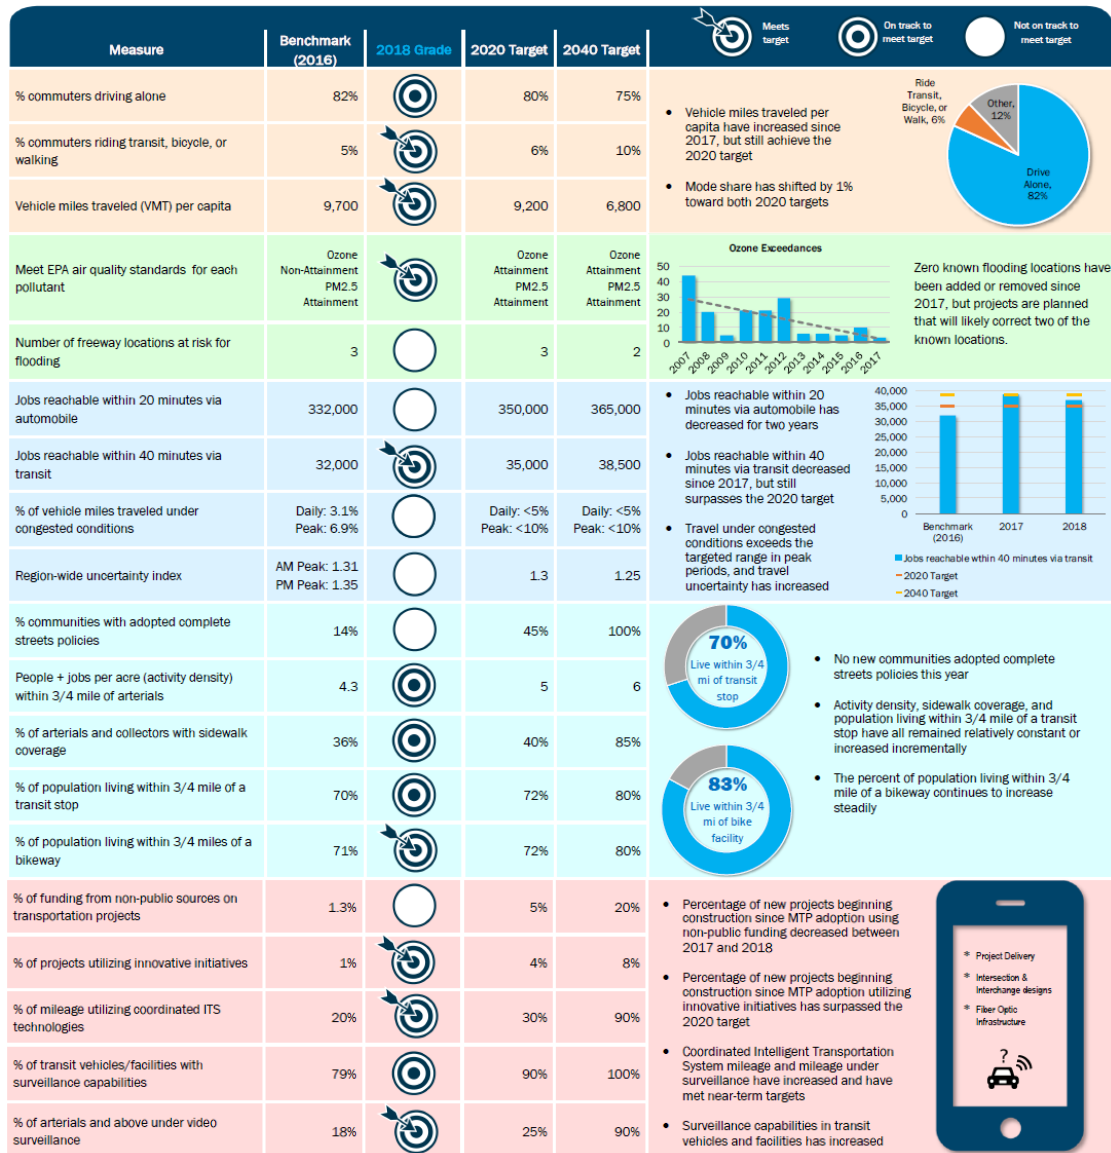 Measure
Benchmark
(2016)
2018 Grade
2020 Target
2040 Target
Meets
target
On track to
meet target
Not on track to
meet target
% commuters driving alone
82%
80%
75%
% commuters riding transit, bicycle, or
walking
5%
6%
10%
Vehicle miles traveled (VMT) per capita
9,700
9,200
6,800
• Vehicle miles traveled per
capita have increased since
2017, but still achieve the
2020 target
• Mode share has shifted by 1%
toward both 2020 targets
Ride
Transit,
Bicycle, or
Walk, 6%
Other,
12%
Drive
Alone,
82%
Meet EPA air quality standards for each
pollutant
Ozone
Non-Attainment
PM2.5
Attainment
Ozone
Attainment
PM2.5
Attainment
Ozone
Attainment
PM2.5
Attainment
Number of freeway locations at risk for
flooding
3
3
2
Ozone Exceedances
50
40
30
20
10
0
2007
2008
2009
2010
2011
2012
2013
2014
2015
2016
2017
Zero known flooding locations have
been added or removed since
2017, but projects are planned
that will likely correct two of the
known locations.
Jobs reachable within 20 minutes via
automobile
332,000
350,000
365,000
Jobs reachable within 40 minutes via
transit
32,000
35,000
38,500
% of vehicle miles traveled under
congested conditions
Daily: 3.1%
Peak: 6.9%
Daily: <5%
Peak: <10%
Daily: <5%
Peak: <10%
Region-wide uncertainty index
AM Peak: 1.31
PM Peak: 1.35
1.3
1.25
• Jobs reachable within 20
minutes via automobile has
decreased for two years
• Jobs reachable within 40
minutes via transit decreased
since 2017, but still
surpasses the 2020 target
• Travel under congested
conditions exceeds the
targeted range in peak
periods, and travel
uncertainty has increased
40,000
35,000
30,000
25,000
20,000
15,000
10,000
5,000
0
Benchmark
(2016)
2017
2018
Jobs reachable wthin 40 minutes via transit
2020 Target
2040 Target
% communities with adopted complete
streets policies
14%
45%
100%
People + jobs per acre (activity density)
within 3/4 mile of arterials
4.3
5
6
% of arterials and collectors with sidewalk
coverage
36%
40%
85%
% of population living within 3/4 mile of a
transit stop
70%
72%
80%
% of population living within 3/4 miles of a
bikeway
71%
72%
80%
70%
Live within 3/4
mi of transit
stop
83%
Live within 3/4
mi of bike
facility
• No new communities adopted complete
streets policies this year
• Activity density, sidewalk coverage, and
population living within 3/4 mile of a transit
stop have all remained relatively constant or
increased incrementally
• The percent of population living within 3/4
mile of a bikeway continues to increase
steadily
% of funding from non-public sources on
transportation projects
1.3%
5%
20%
% of projects utilizing innovative initiatives
1%
4%
8%
% of mileage utilizing coordinated ITS
technologies
20%
30%
90%
% of transit vehicles/facilities with
surveillance capabilities
79%
90%
100%
% of arterials and above under video
surveillance
18%
25%
90%
• Percentage of new projects beginning
construction since MTP adoption using
non-public funding decreased between
2017 and 2018
• Percentage of new projects beginning
construction since MTP adoption utilizing
innovative initiatives has surpassed the
2020 target
• Coordinated Intelligent Transportation
System mileage and mileage under
surveillance have increased and have
met near-term targets
• Surveillance capabilities in transit
vehicles and facilities has increased
* Project Delivery
* Intersection &
Interchange designs
* Fiber Optic
Infrastructure
?